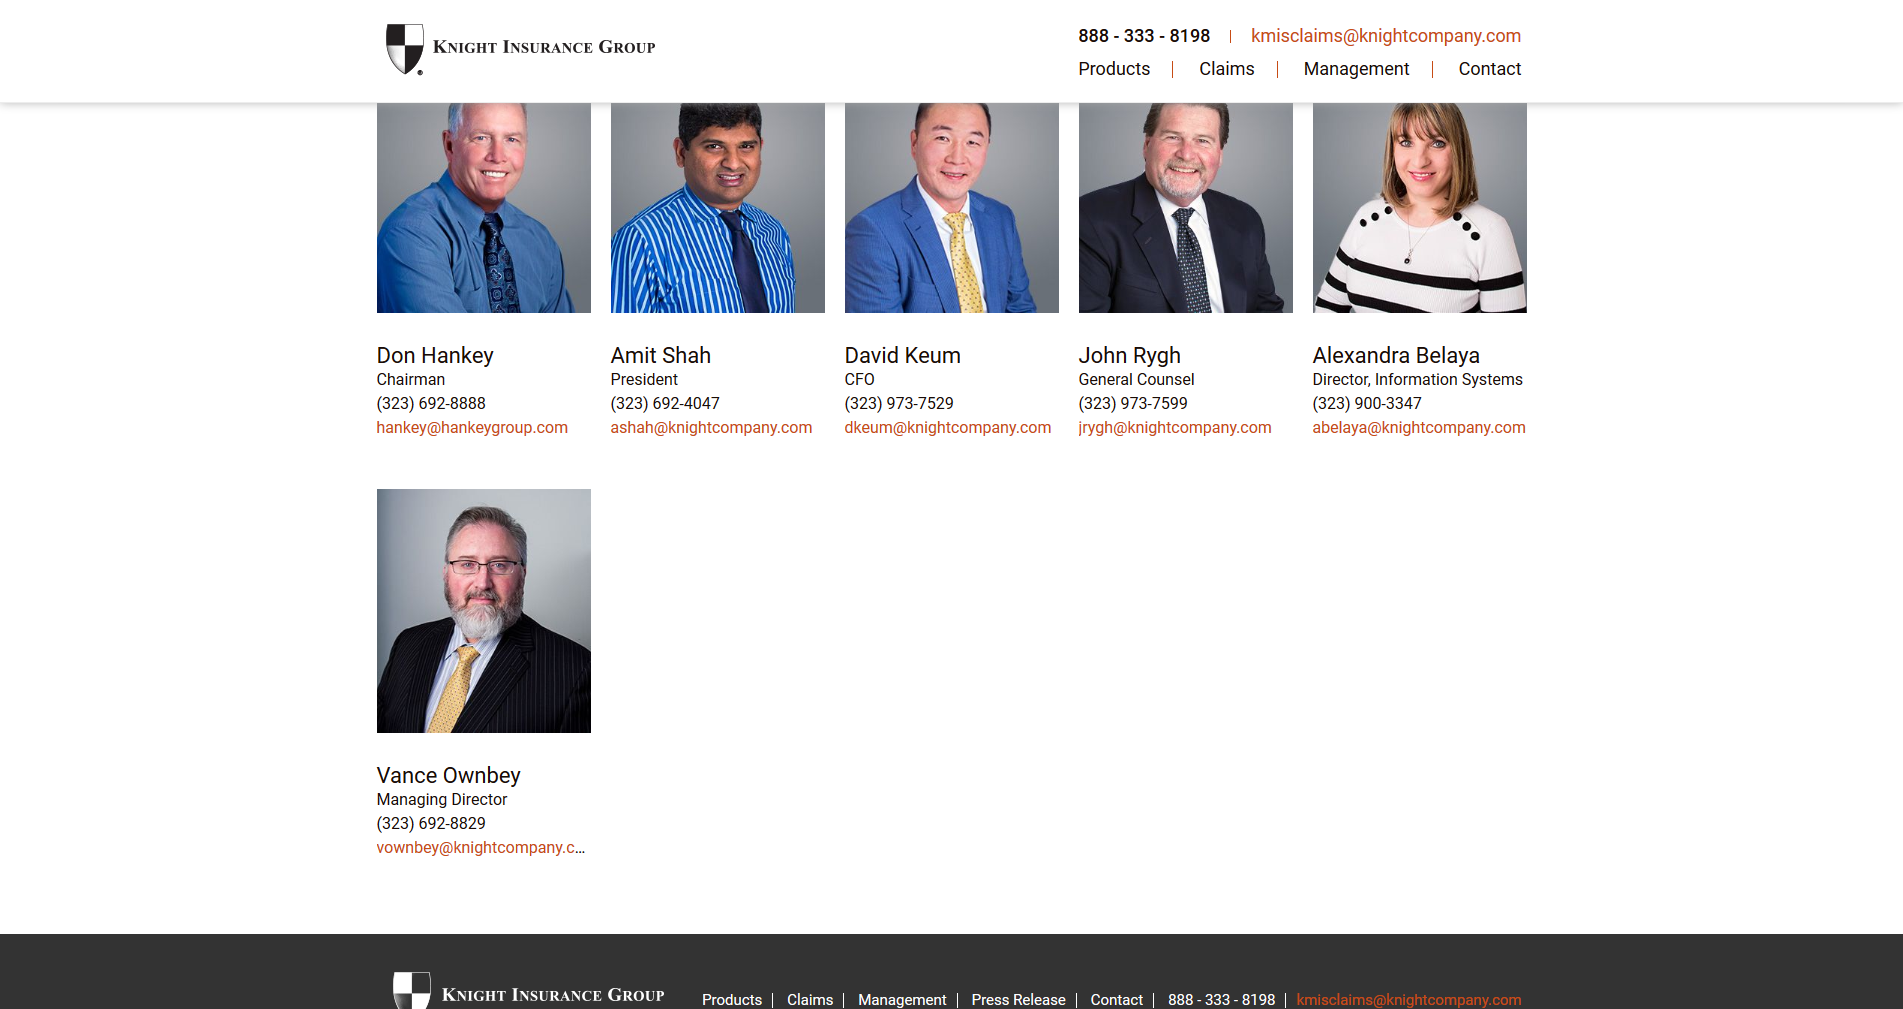 KNIGHT INSURANCE GROUP
888 - 333 - 8198 | kmisclaims@knightcompany.com
Products | Claims | Management | Contact
Don Hankey
Chairman
(323) 692-8888
hankey@hankeygroup.com
Amit Shah
President
(323) 692-4047
ashah@knightcompany.com
David Keum
CFO
(323) 973-7529
dkeum@knightcompany.com
John Rygh
General Counsel
(323) 973-7599
jrygh@knightcompany.com
Alexandra Belaya
Director, Information Systems
(323) 900-3347
abelaya@knightcompany.com
Vance Ownbey
Managing Director
(323) 692-8829
vownbey@knightcompany.c...
KNIGHT INSURANCE GROUP
Products | Claims | Management | Press Release | Contact | 888 - 333 - 8198 | kmisclaims@knightcompany.com